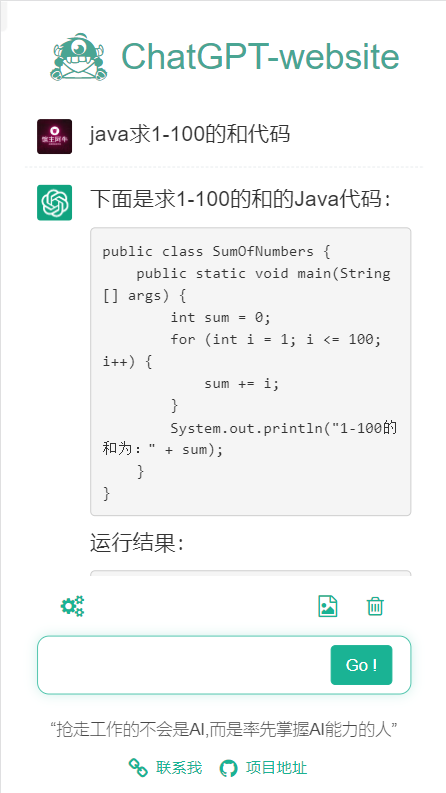 ChatGPT-website
java求1-100的和代码
下面是求1-100的和的Java代码：
public class SumOfNumbers {
    public static void main(String
[] args) {
        int sum = 0;
        for (int i = 1; i <= 100;
i++) {
            sum += i;
        }
        System.out.println("1-100的
和为：" + sum);
    }
}
运行结果：
Go !
“抢走工作的不会是AI,而是率先掌握AI能力的人”
联系我 项目地址